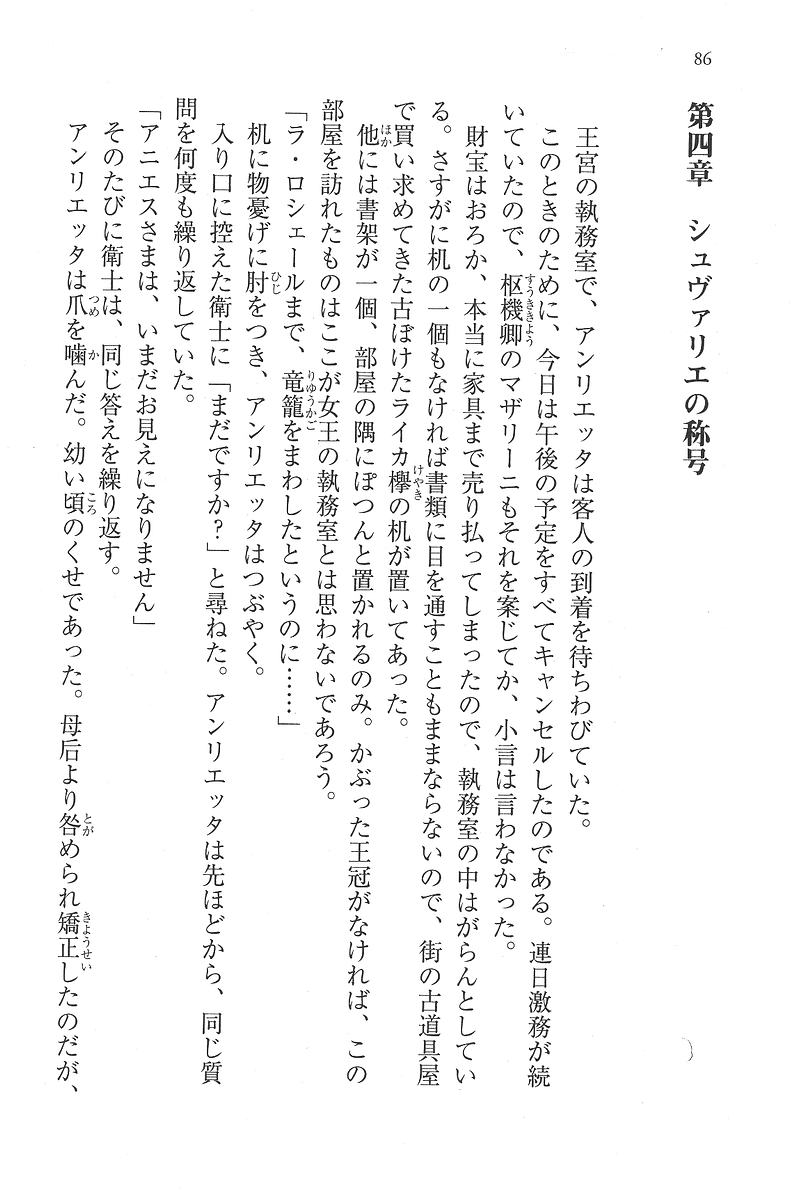 86
第四章　シュヴァリエの称号
王宮の執務室で、アンリエッタは客人の到着を待ちわびていた。
このときのために、今日は午後の予定をすべてキャンセルしたのである。連日激務が続
いていたので、枢機卿のマザリーニもそれを案じてか、小言は言わなかった。
財宝はおろか、本当に家具まで売り払ってしまったので、執務室の中はがらんとしてい
る。さすがに机の一個もなければ書類に目を通すこともままならないので、街の古道具屋
で買い求めてきた古ぼけたライカ欅の机が置いてあった。
他には書架が一個、部屋の隅にぽつんと置かれるのみ。かぶった王冠がなければ、この
部屋を訪れたものはここが女王の執務室とは思わないであろう。
「ラ・ロシェールまで、竜籠をまわしたというのに……」
机に物憂げに肘をつき、アンリエッタはつぶやく。
入り口に控えた衛士に「まだですか？」と尋ねた。アンリエッタは先ほどから、同じ質
問を何度も繰り返していた。
「アニエスさまは、いまだお見えになりません」
そのたびに衛士は、同じ答えを繰り返す。
アンリエッタは爪を噛んだ。幼い頃のくせであった。母后より咎められ矯正したのだが、